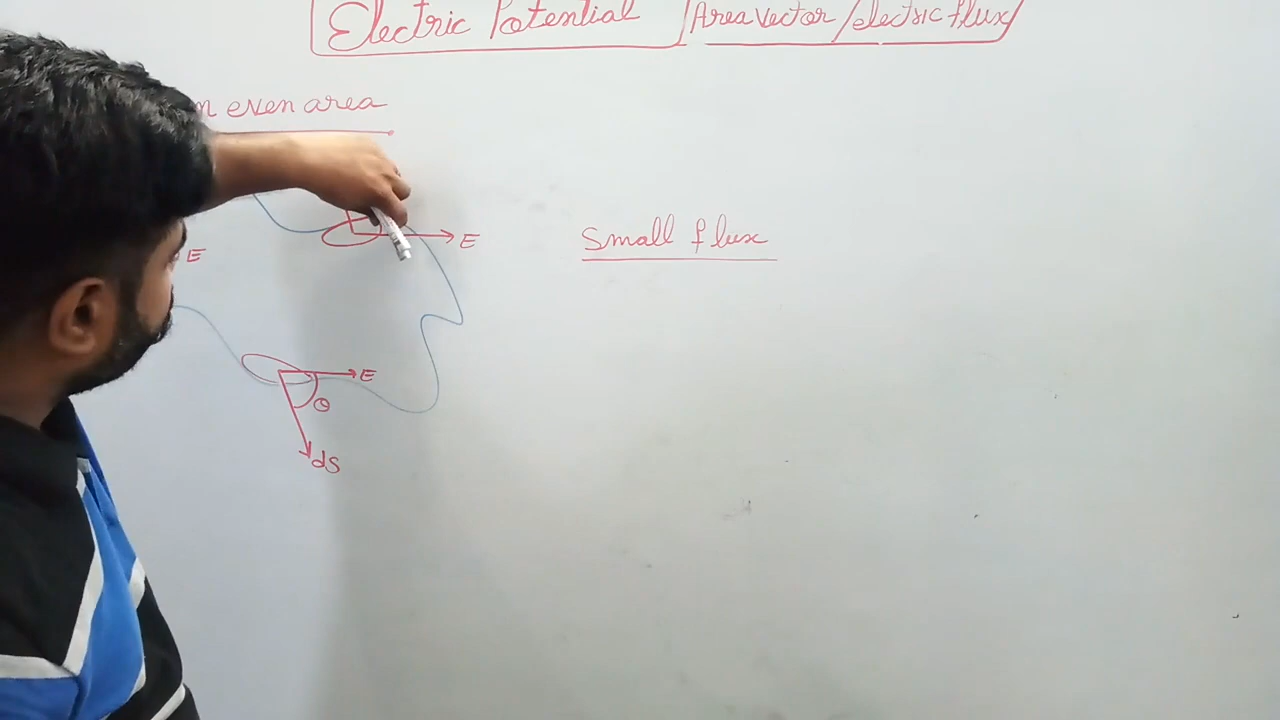 Electric Potential / Area vector / electric flux /
even area
E
Small flux
E
E
θ
dS